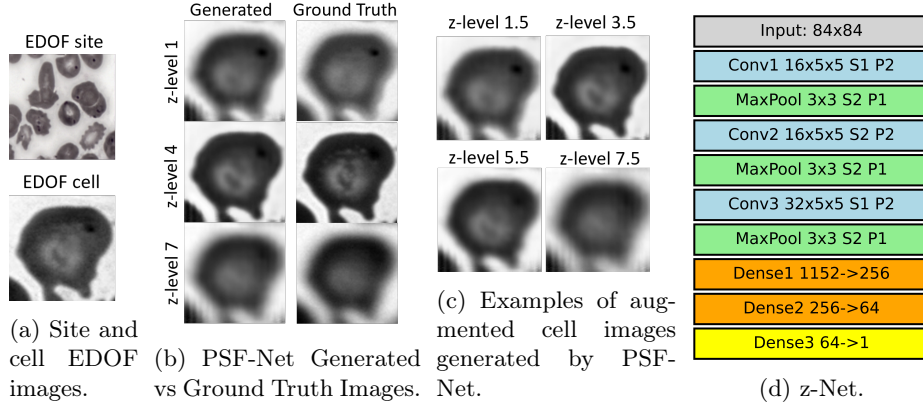 EDOF site
EDOF cell
(a) Site and
cell EDOF
images.
Generated Ground Truth
z-level 1
z-level 4
z-level 7
(b) PSF-Net Generated
vs Ground Truth Images.
z-level 1.5 z-level 3.5
z-level 5.5 z-level 7.5
(c) Examples of aug-
mented cell images
generated by PSF-
Net.
Input: 84x84
Conv1 16x5x5 S1 P2
MaxPool 3x3 S2 P1
Conv2 16x5x5 S2 P2
MaxPool 3x3 S2 P1
Conv3 32x5x5 S1 P2
MaxPool 3x3 S2 P1
Dense1 1152->256
Dense2 256->64
Dense3 64->1
(d) z-Net.